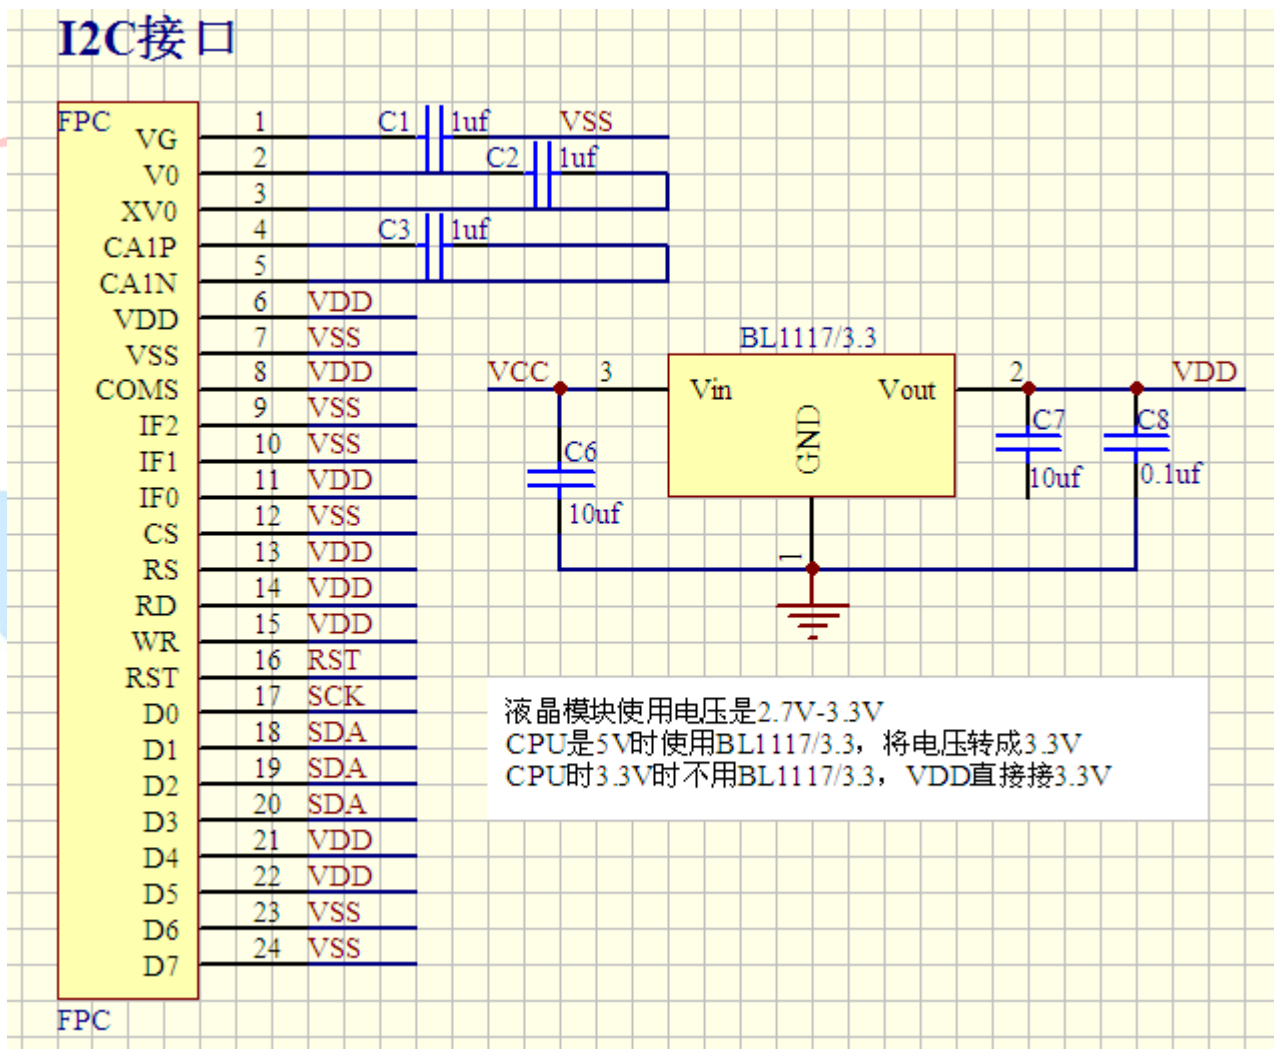 I2C接口
FPC
VG 1 C1 1uf VSS
V0 2 C2 1uf
XV0 3
CA1P 4 C3 1uf
CA1N 5
VDD 6 VDD
VSS 7 VSS
COMS 8 VDD
IF2 9 VSS
IF1 10 VSS
IF0 11 VDD
CS 12 VSS
RS 13 VDD
RD 14 VDD
WR 15 VDD
RST 16 RST
D0 17 SCK
D1 18 SDA
D2 19 SDA
D3 20 SDA
D4 21 VDD
D5 22 VDD
D6 23 VSS
D7 24 VSS
FPC
BL1117/3.3
VCC 3 Vin Vout 2 VDD
GND
1
C6
10uf
C7
10uf
C8
0.1uf
液晶模块使用电压是2.7V-3.3V
CPU是5V时使用BL1117/3.3，将电压转成3.3V
CPU时3.3V时不用BL1117/3.3，VDD直接接3.3V